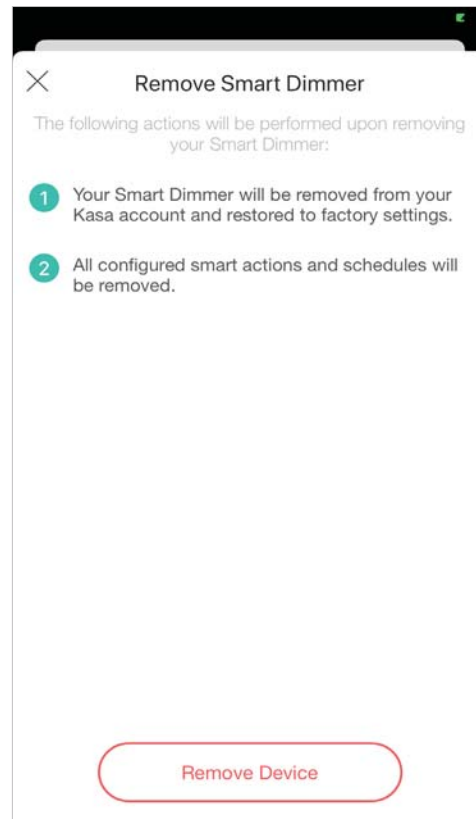 Remove Smart Dimmer
The following actions will be performed upon removing
your Smart Dimmer:
1 Your Smart Dimmer will be removed from your
Kasa account and restored to factory settings.
2 All configured smart actions and schedules will
be removed.
Remove Device